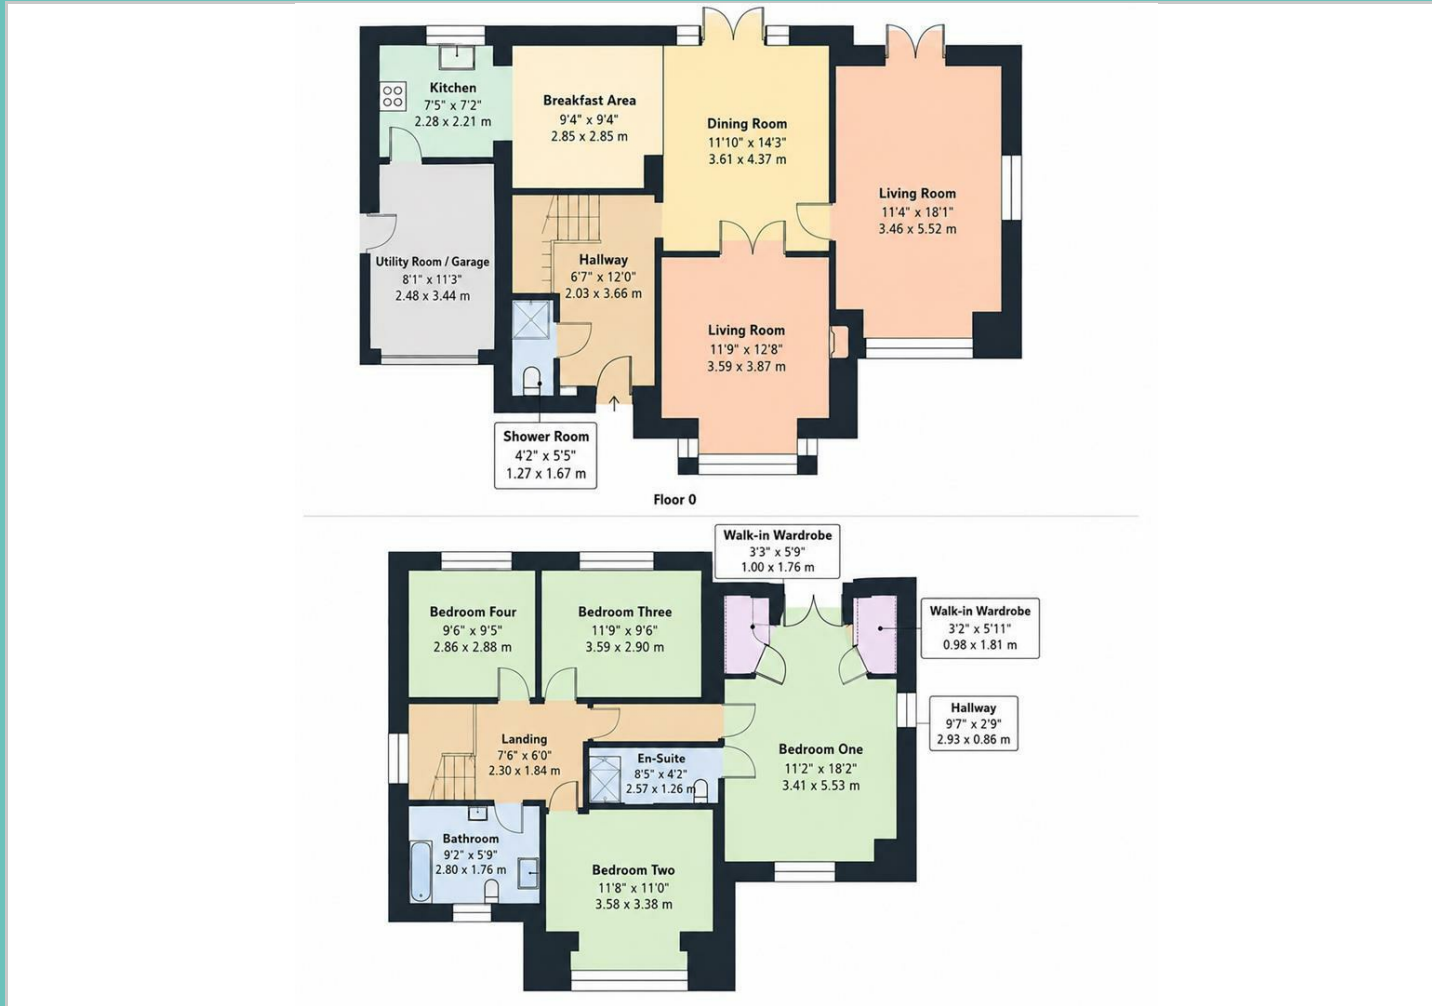 Kitchen
7'5" x 7'2"
2.28 x 2.21 m
Breakfast Area
9'4" x 9'4"
2.85 x 2.85 m
Dining Room
11'10" x 14'3"
3.61 x 4.37 m
Living Room
11'4" x 18'1"
3.46 x 5.52 m
Utility Room / Garage
8'1" x 11'3"
2.48 x 3.44 m
Hallway
6'7" x 12'0"
2.03 x 3.66 m
Living Room
11'9" x 12'8"
3.59 x 3.87 m
Shower Room
4'2" x 5'5"
1.27 x 1.67 m
Floor 0
Walk-in Wardrobe
3'3" x 5'9"
1.00 x 1.76 m
Bedroom Four
9'6" x 9'5"
2.86 x 2.88 m
Bedroom Three
11'9" x 9'6"
3.59 x 2.90 m
Walk-in Wardrobe
3'2" x 5'11"
0.98 x 1.81 m
Hallway
9'7" x 2'9"
2.93 x 0.86 m
Landing
7'6" x 6'0"
2.30 x 1.84 m
En-Suite
8'5" x 4'2"
2.57 x 1.26 m
Bedroom One
11'2" x 18'2"
3.41 x 5.53 m
Bathroom
9'2" x 5'9"
2.80 x 1.76 m
Bedroom Two
11'8" x 11'0"
3.58 x 3.38 m